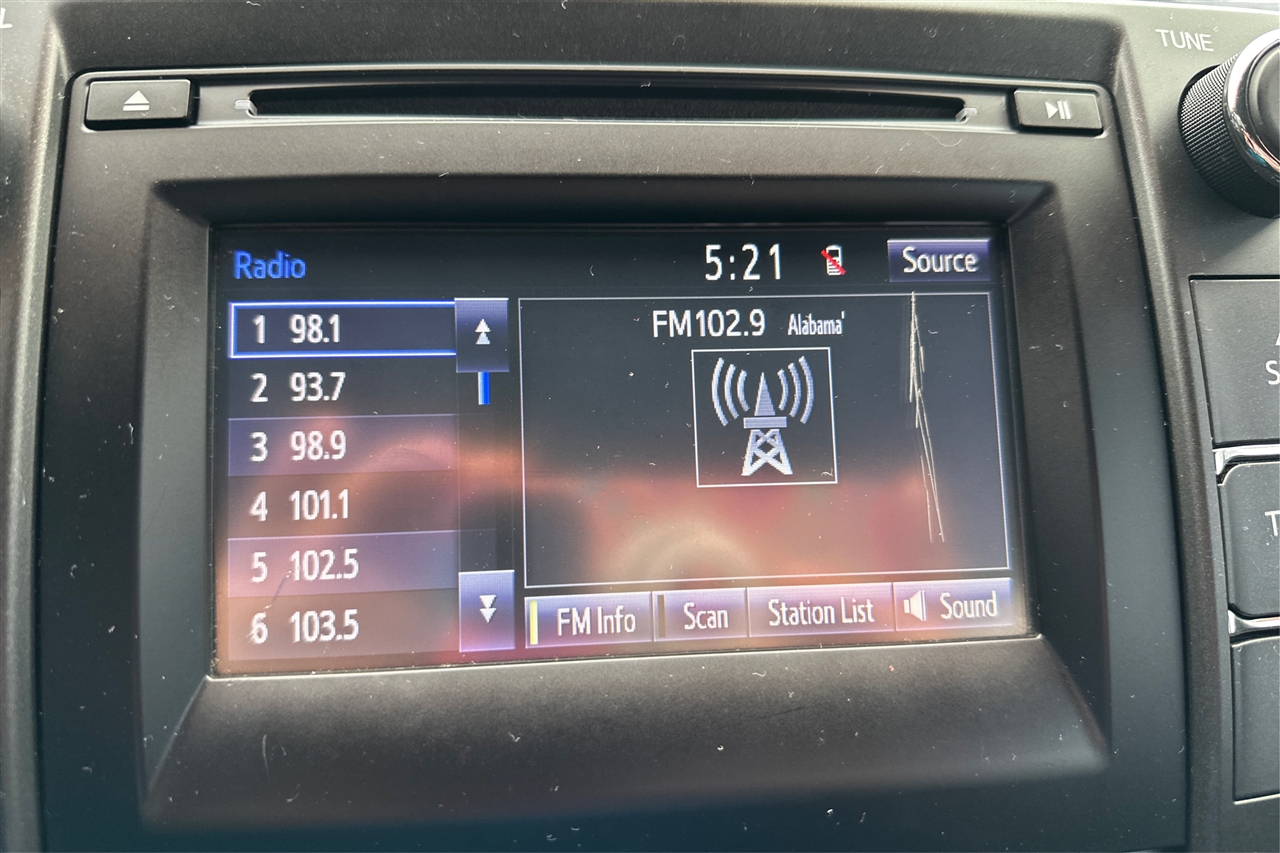 TUNE
Radio
5:21
Source
1 98.1
2 93.7
3 98.9
4 101.1
5 102.5
6 103.5
FM102.9 Alabama'
FM Info
Scan
Station List
Sound